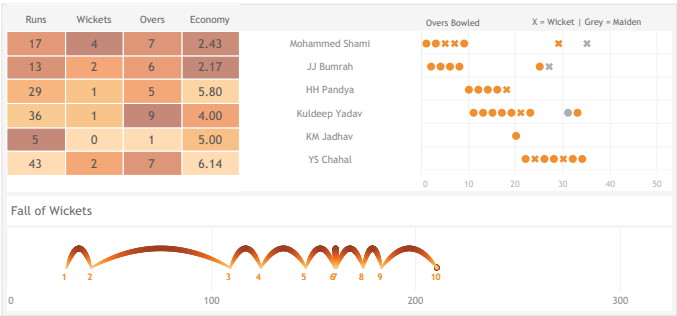 Runs Wickets Overs Economy Overs Bowled X = Wicket | Grey = Maiden
17 4 7 2.43 Mohammed Shami
13 2 6 2.17 JJ Bumrah
29 1 5 5.80 HH Pandya
36 1 9 4.00 Kuldeep Yadav
5 0 1 5.00 KM Jadhav
43 2 7 6.14 YS Chahal
0 10 20 30 40 50
Fall of Wickets
1 2 3 4 5 6 7 8 9 10
0 100 200 300